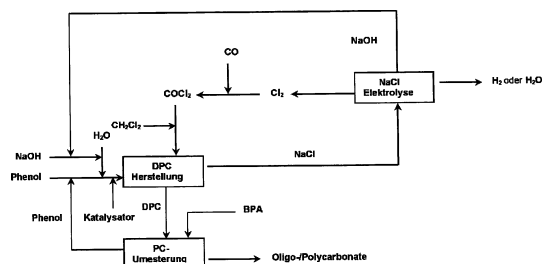 NaOH
CO
NaCl
Elektrolyse
H₂ oder H₂O
COCl₂
Cl₂
CH₂Cl₂
H₂O
NaOH
Phenol
DPC
Herstellung
NaCl
Phenol
Katalysator
DPC
BPA
PC-
Umesterung
Oligo-/Polycarbonate